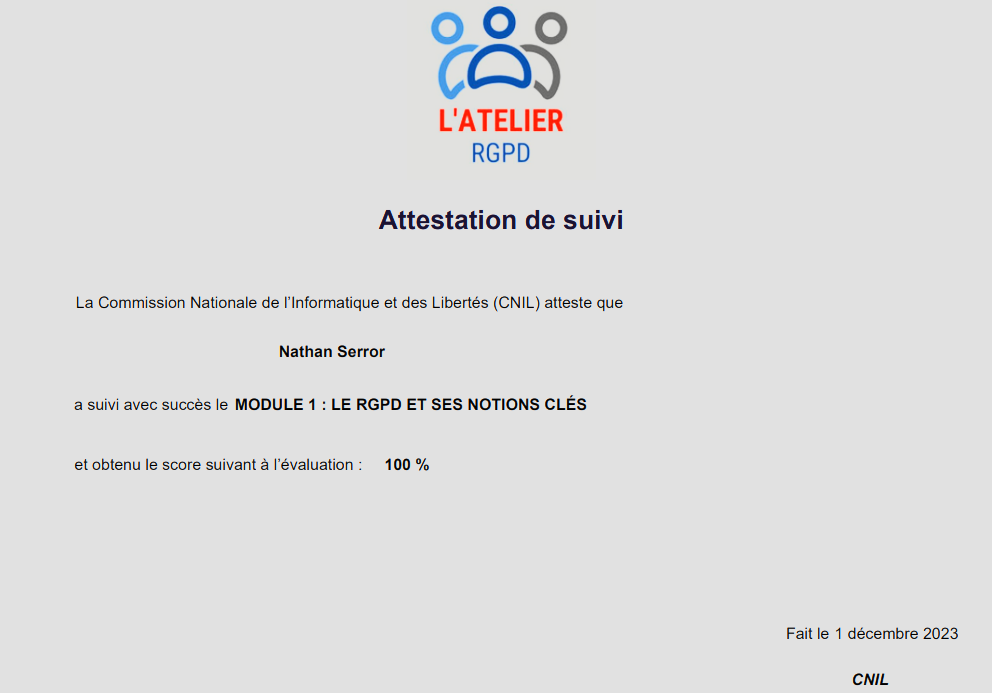 L'ATELIER
RGPD
Attestation de suivi
La Commission Nationale de l’Informatique et des Libertés (CNIL) atteste que
Nathan Serror
a suivi avec succès le MODULE 1 : LE RGPD ET SES NOTIONS CLÉS
et obtenu le score suivant à l’évaluation : 100 %
Fait le 1 décembre 2023
CNIL